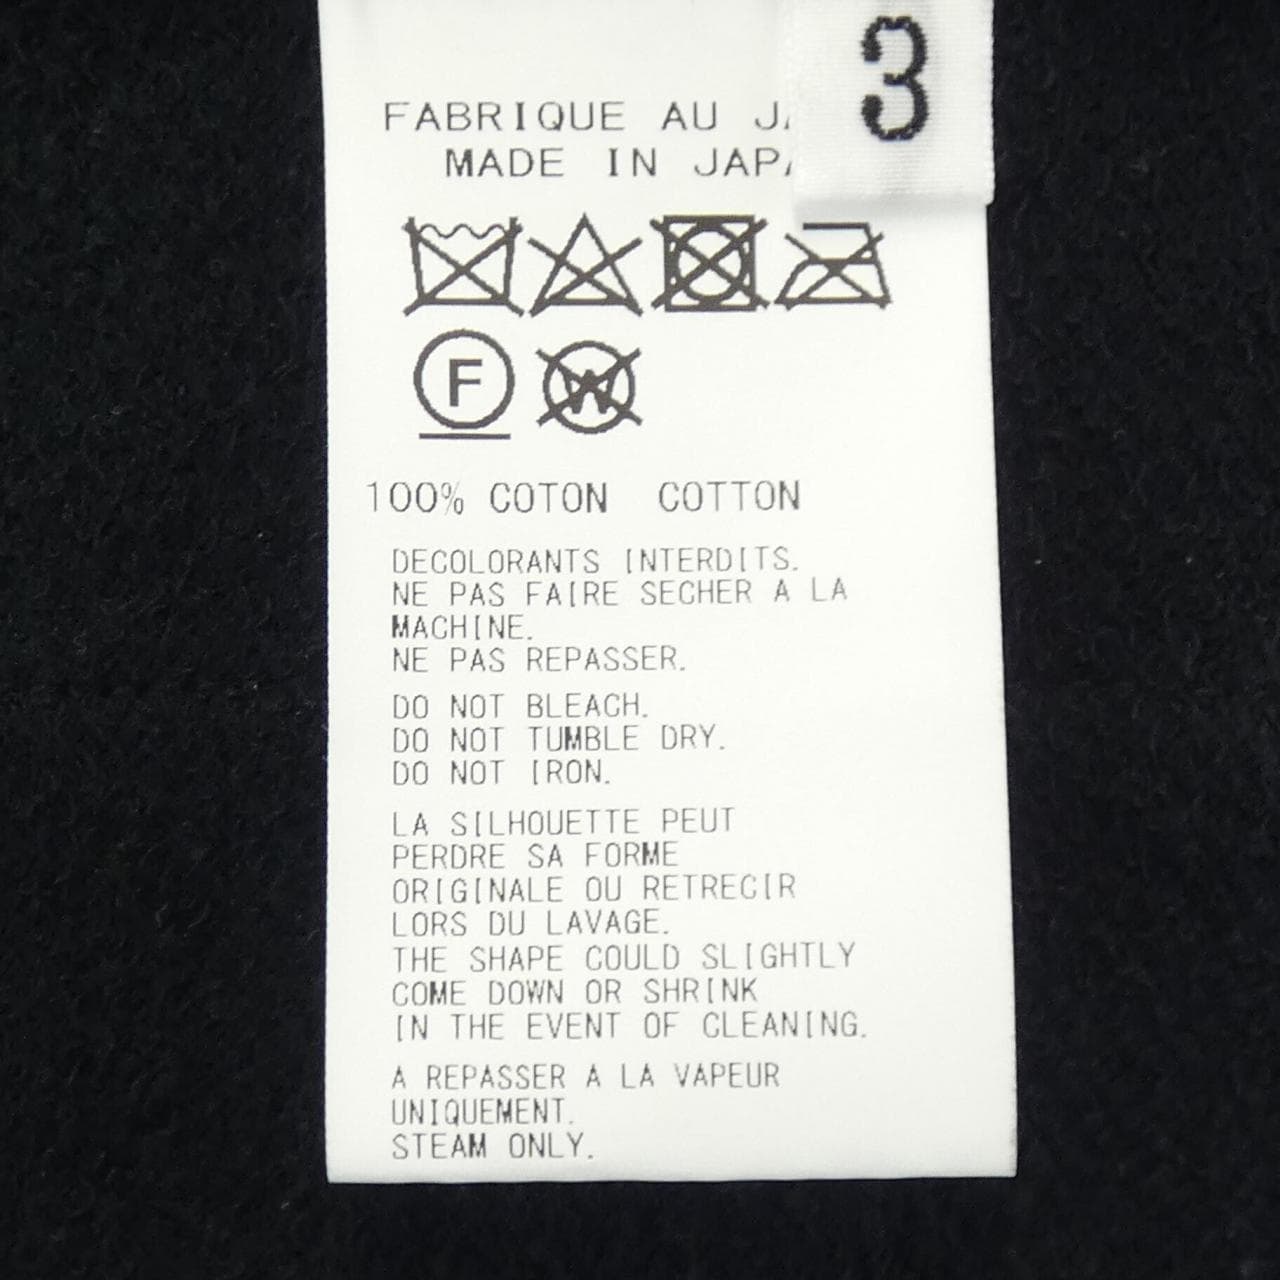 3
FABRIQUE AU
MADE IN
F
W
100% COTON COTTON
DECOLORANTS INTERDITS.
NE PAS FAIRE SECHER A LA
MACHINE.
NE PAS REPASSER.
DO NOT BLEACH.
DO NOT TUMBLE DRY.
DO NOT IRON.
LA SILHOUETTE PEUT
PERDRE SA FORME
ORIGINALE OU RETRECIR
LORS DU LAVAGE.
THE SHAPE COULD SLIGHTLY
COME DOWN OR SHRINK
IN THE EVENT OF CLEANING.
A REPASSER A LA VAPEUR
UNIQUEMENT.
STEAM ONLY.